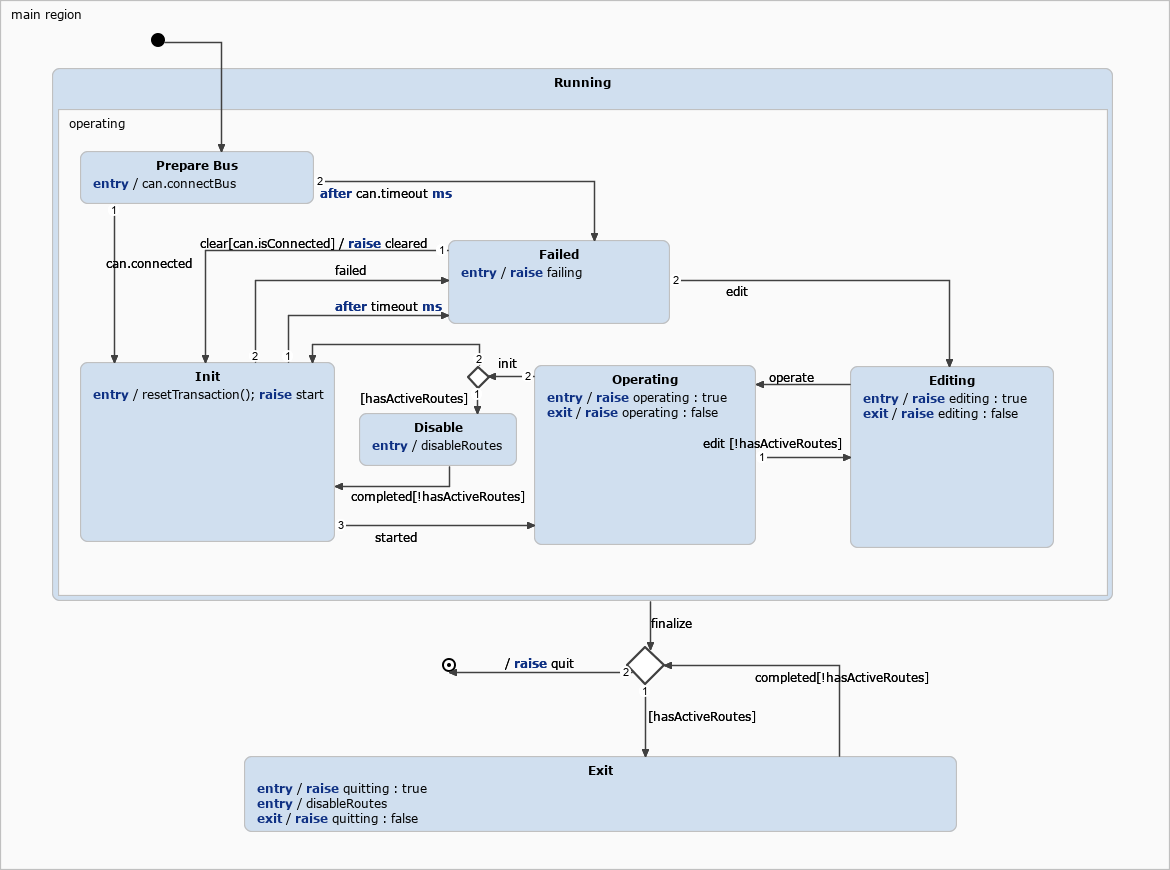 main region
Running
operating
Prepare Bus
entry / can.connectBus
2
after can.timeout ms
1
can.connected
clear[can.isConnected] / raise cleared
1
Failed
entry / raise failing
failed
after timeout ms
2
edit
2
1
Init
entry / resetTransaction(); raise start
2
init
2
1
[hasActiveRoutes]
Disable
entry / disableRoutes
completed[!hasActiveRoutes]
3
started
Operating
entry / raise operating : true
exit / raise operating : false
operate
edit [!hasActiveRoutes]
1
Editing
entry / raise editing : true
exit / raise editing : false
finalize
/ raise quit
2
1
completed[!hasActiveRoutes]
[hasActiveRoutes]
Exit
entry / raise quitting : true
entry / disableRoutes
exit / raise quitting : false